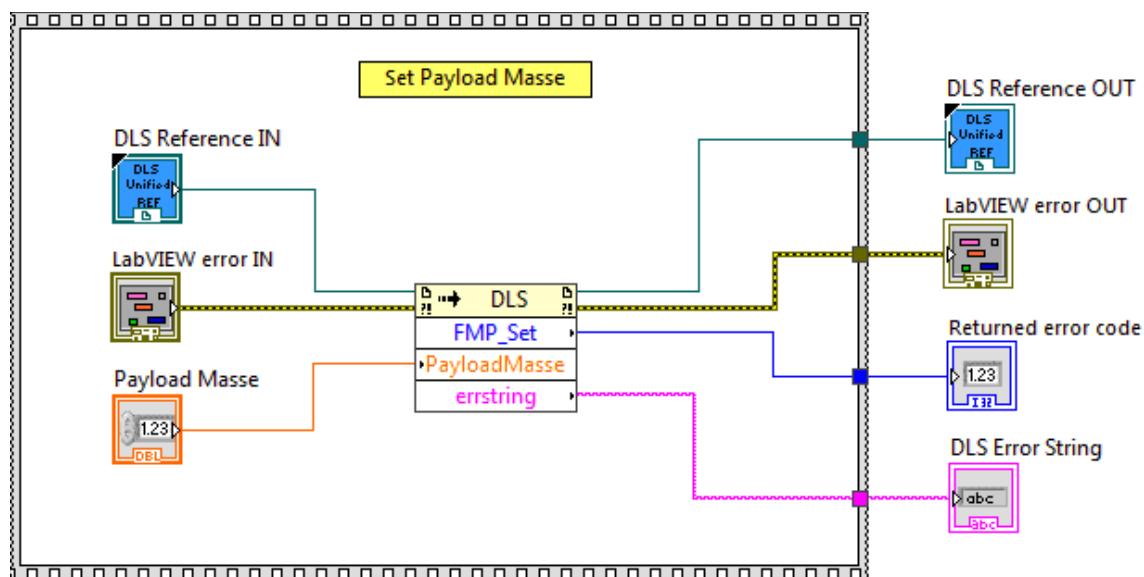 Set Payload Masse
DLS Reference IN
DLS
Unified
REF
LabVIEW error IN
?!
Payload Masse
1.23
DBL
DLS
?! ?!
FMP_Set
PayloadMasse
errstring
DLS Reference OUT
DLS
Unified
REF
LabVIEW error OUT
?!
Returned error code
1.23
I32
DLS Error String
abc
abc